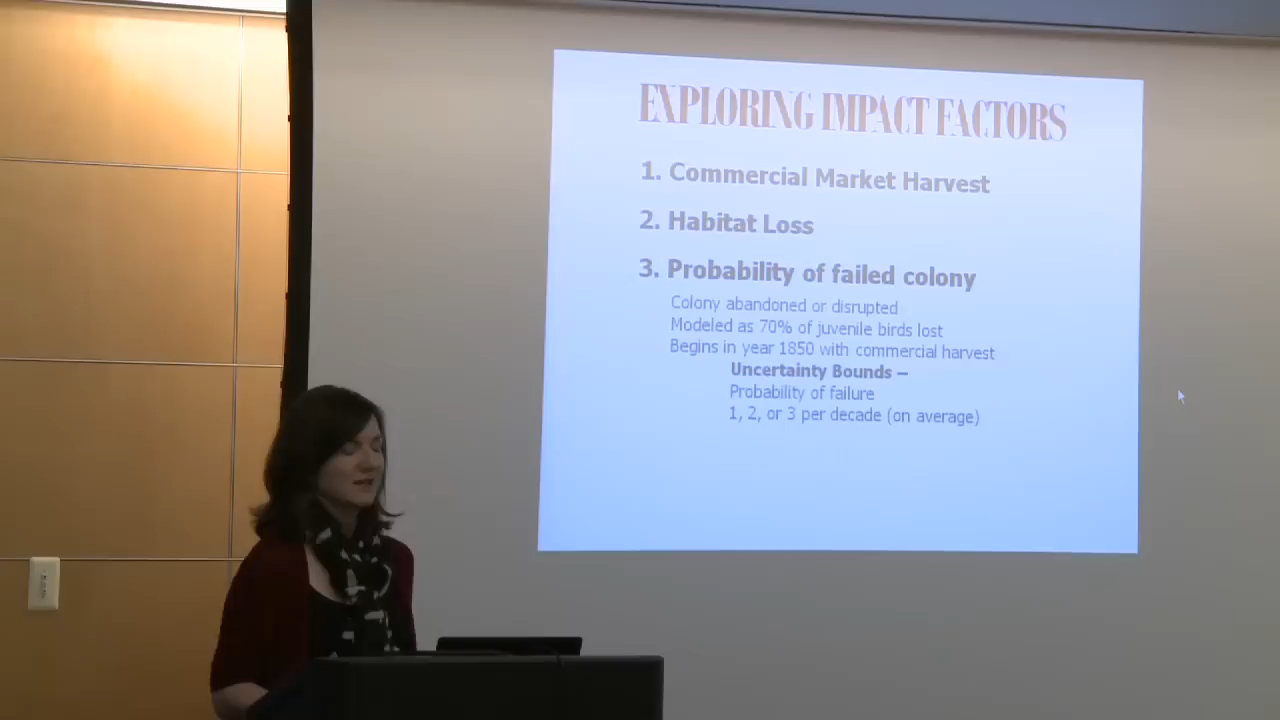 EXPLORING IMPACT FACTORS
1. Commercial Market Harvest
2. Habitat Loss
3. Probability of failed colony
Colony abandoned or disrupted
Modeled as 70% of juvenile birds lost
Begins in year 1850 with commercial harvest
Uncertainty Bounds –
Probability of failure
1, 2, or 3 per decade (on average)